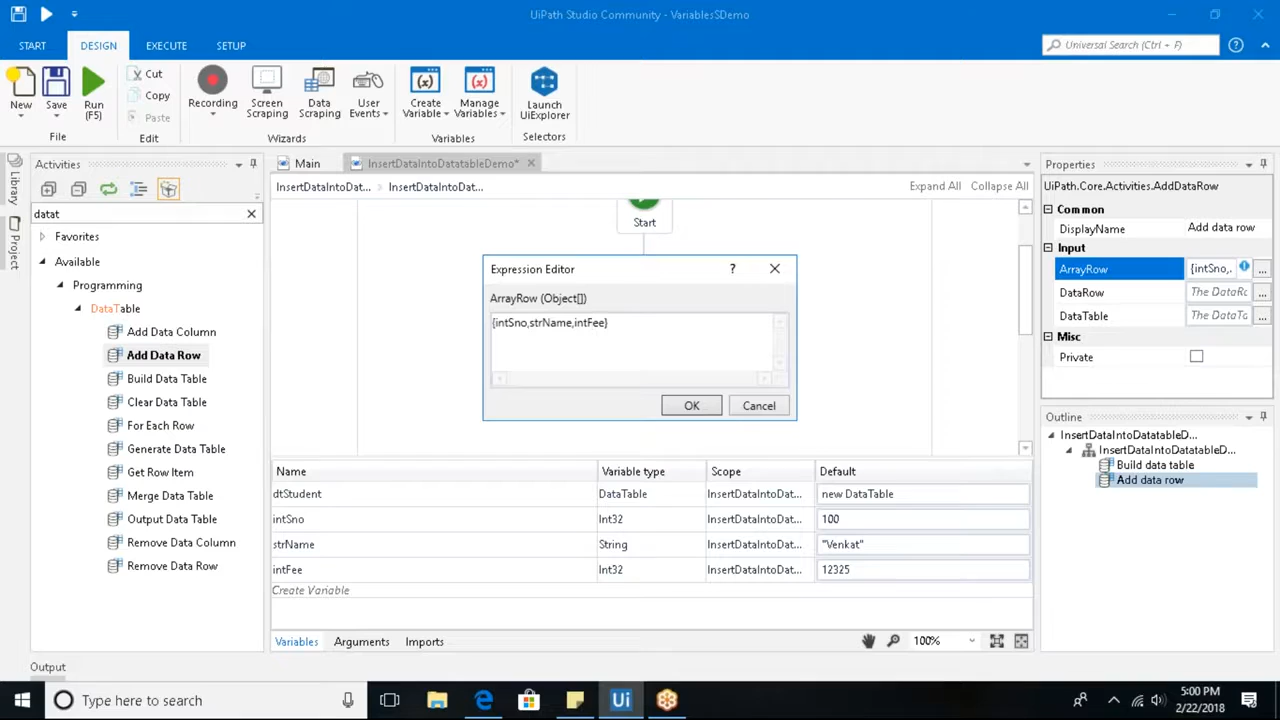 UiPath Studio Community - VariablesSDemo
START DESIGN EXECUTE SETUP
Universal Search (Ctrl + F)
New Save Run (F5)
Cut
Copy
Paste
Recording Screen Scraping Data Scraping User Events
Create Variable Manage Variables
Launch UiExplorer
File Edit Wizards Variables Selectors
Library
Project
Activities
datat
Favorites
Available
Programming
DataTable
Add Data Column
Add Data Row
Build Data Table
Clear Data Table
For Each Row
Generate Data Table
Get Row Item
Merge Data Table
Output Data Table
Remove Data Column
Remove Data Row
Main InsertDataIntoDatatableDemo*
InsertDataIntoDat... InsertDataIntoDat... Expand All Collapse All
Start
Expression Editor ?
ArrayRow (Object[])
{intSno,strName,intFee}
OK Cancel
Name Variable type Scope Default
dtStudent DataTable InsertDataIntoDat... new DataTable
intSno Int32 InsertDataIntoDat... 100
strName String InsertDataIntoDat... "Venkat"
intFee Int32 InsertDataIntoDat... 12325
Create Variable
Variables Arguments Imports 100%
Properties
UiPath.Core.Activities.AddDataRow
Common
DisplayName Add data row
Input
ArrayRow {intSno,. ...
DataRow The DataRo ...
DataTable The DataTa ...
Misc
Private
Outline
InsertDataIntoDatatableD...
InsertDataIntoDatatableD...
Build data table
Add data row
Output
Type here to search
Ui
5:00 PM
2/22/2018